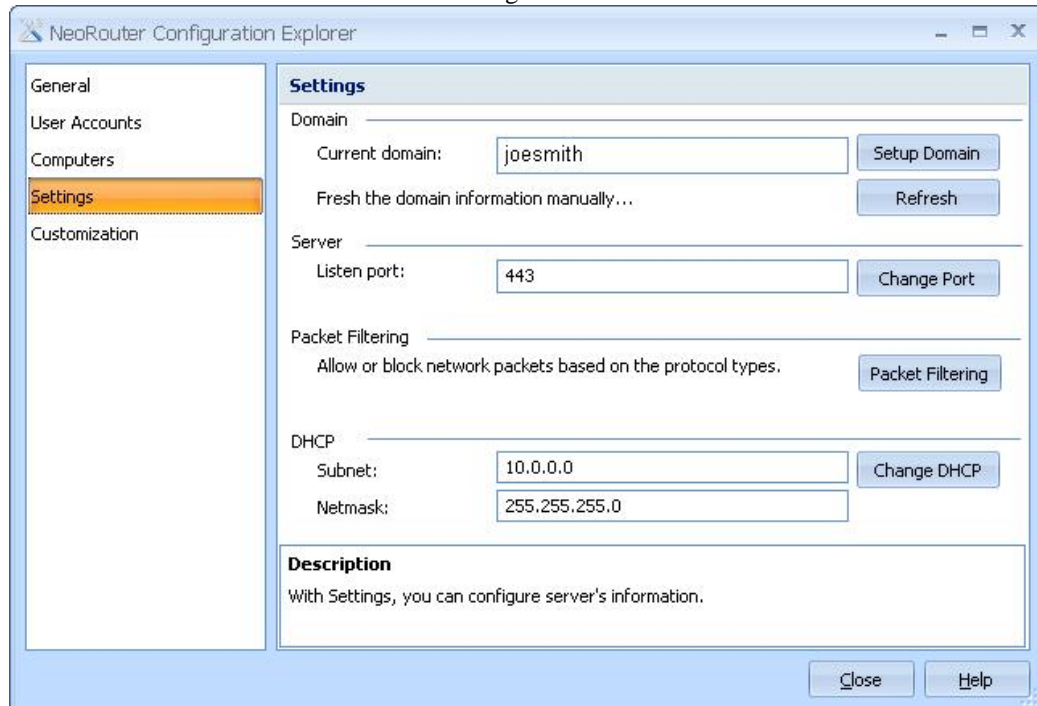 NeoRouter Configuration Explorer
General
User Accounts
Computers
Settings
Customization
Settings
Domain
Current domain: joesmith Setup Domain
Fresh the domain information manually... Refresh
Server
Listen port: 443 Change Port
Packet Filtering
Allow or block network packets based on the protocol types. Packet Filtering
DHCP
Subnet: 10.0.0.0 Change DHCP
Netmask: 255.255.255.0
Description
With Settings, you can configure server's information.
Close Help